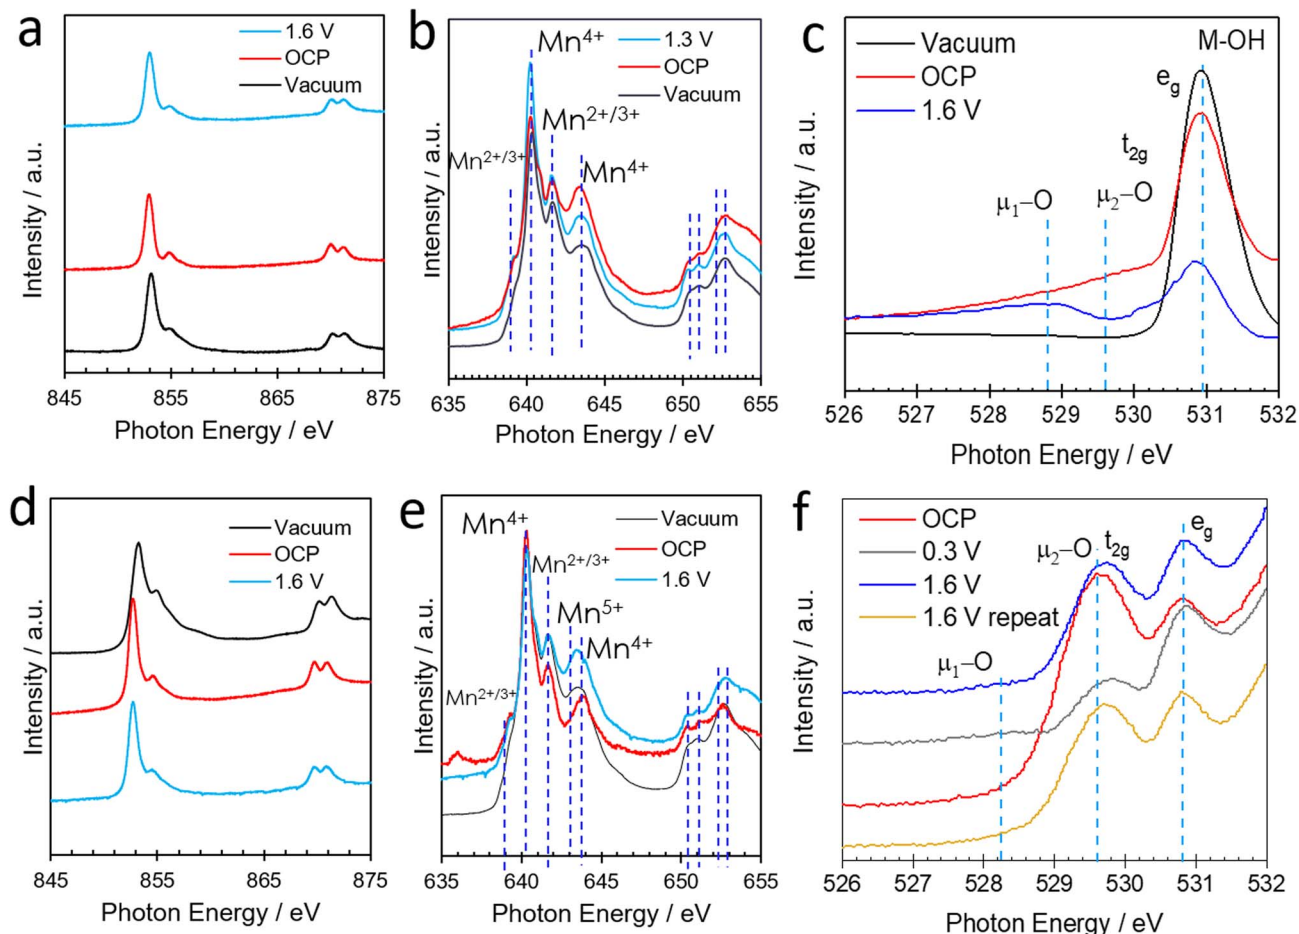 a
1.6 V
OCP
Vacuum
Intensity / a.u.
845 855 865 875
Photon Energy / eV
b
Mn4+
1.3 V
OCP
Vacuum
Mn2+/3+
Mn2+/3+
Mn4+
Intensity / a.u.
635 640 645 650 655
Photon Energy / eV
c
Vacuum
OCP
1.6 V
M-OH
eg
t2g
μ1–O
μ2–O
Intensity / a.u.
526 527 528 529 530 531 532
Photon Energy / eV
d
Vacuum
OCP
1.6 V
Intensity / a.u.
845 855 865 875
Photon Energy / eV
e
Mn4+
Vacuum
OCP
1.6 V
Mn2+/3+
Mn5+
Mn4+
Mn2+/3+
Intensity / a.u.
635 640 645 650 655
Photon Energy / eV
f
OCP
0.3 V
1.6 V
1.6 V repeat
μ2–O
t2g
eg
μ1–O
Intensity / a.u.
526 527 528 529 530 531 532
Photon Energy / eV